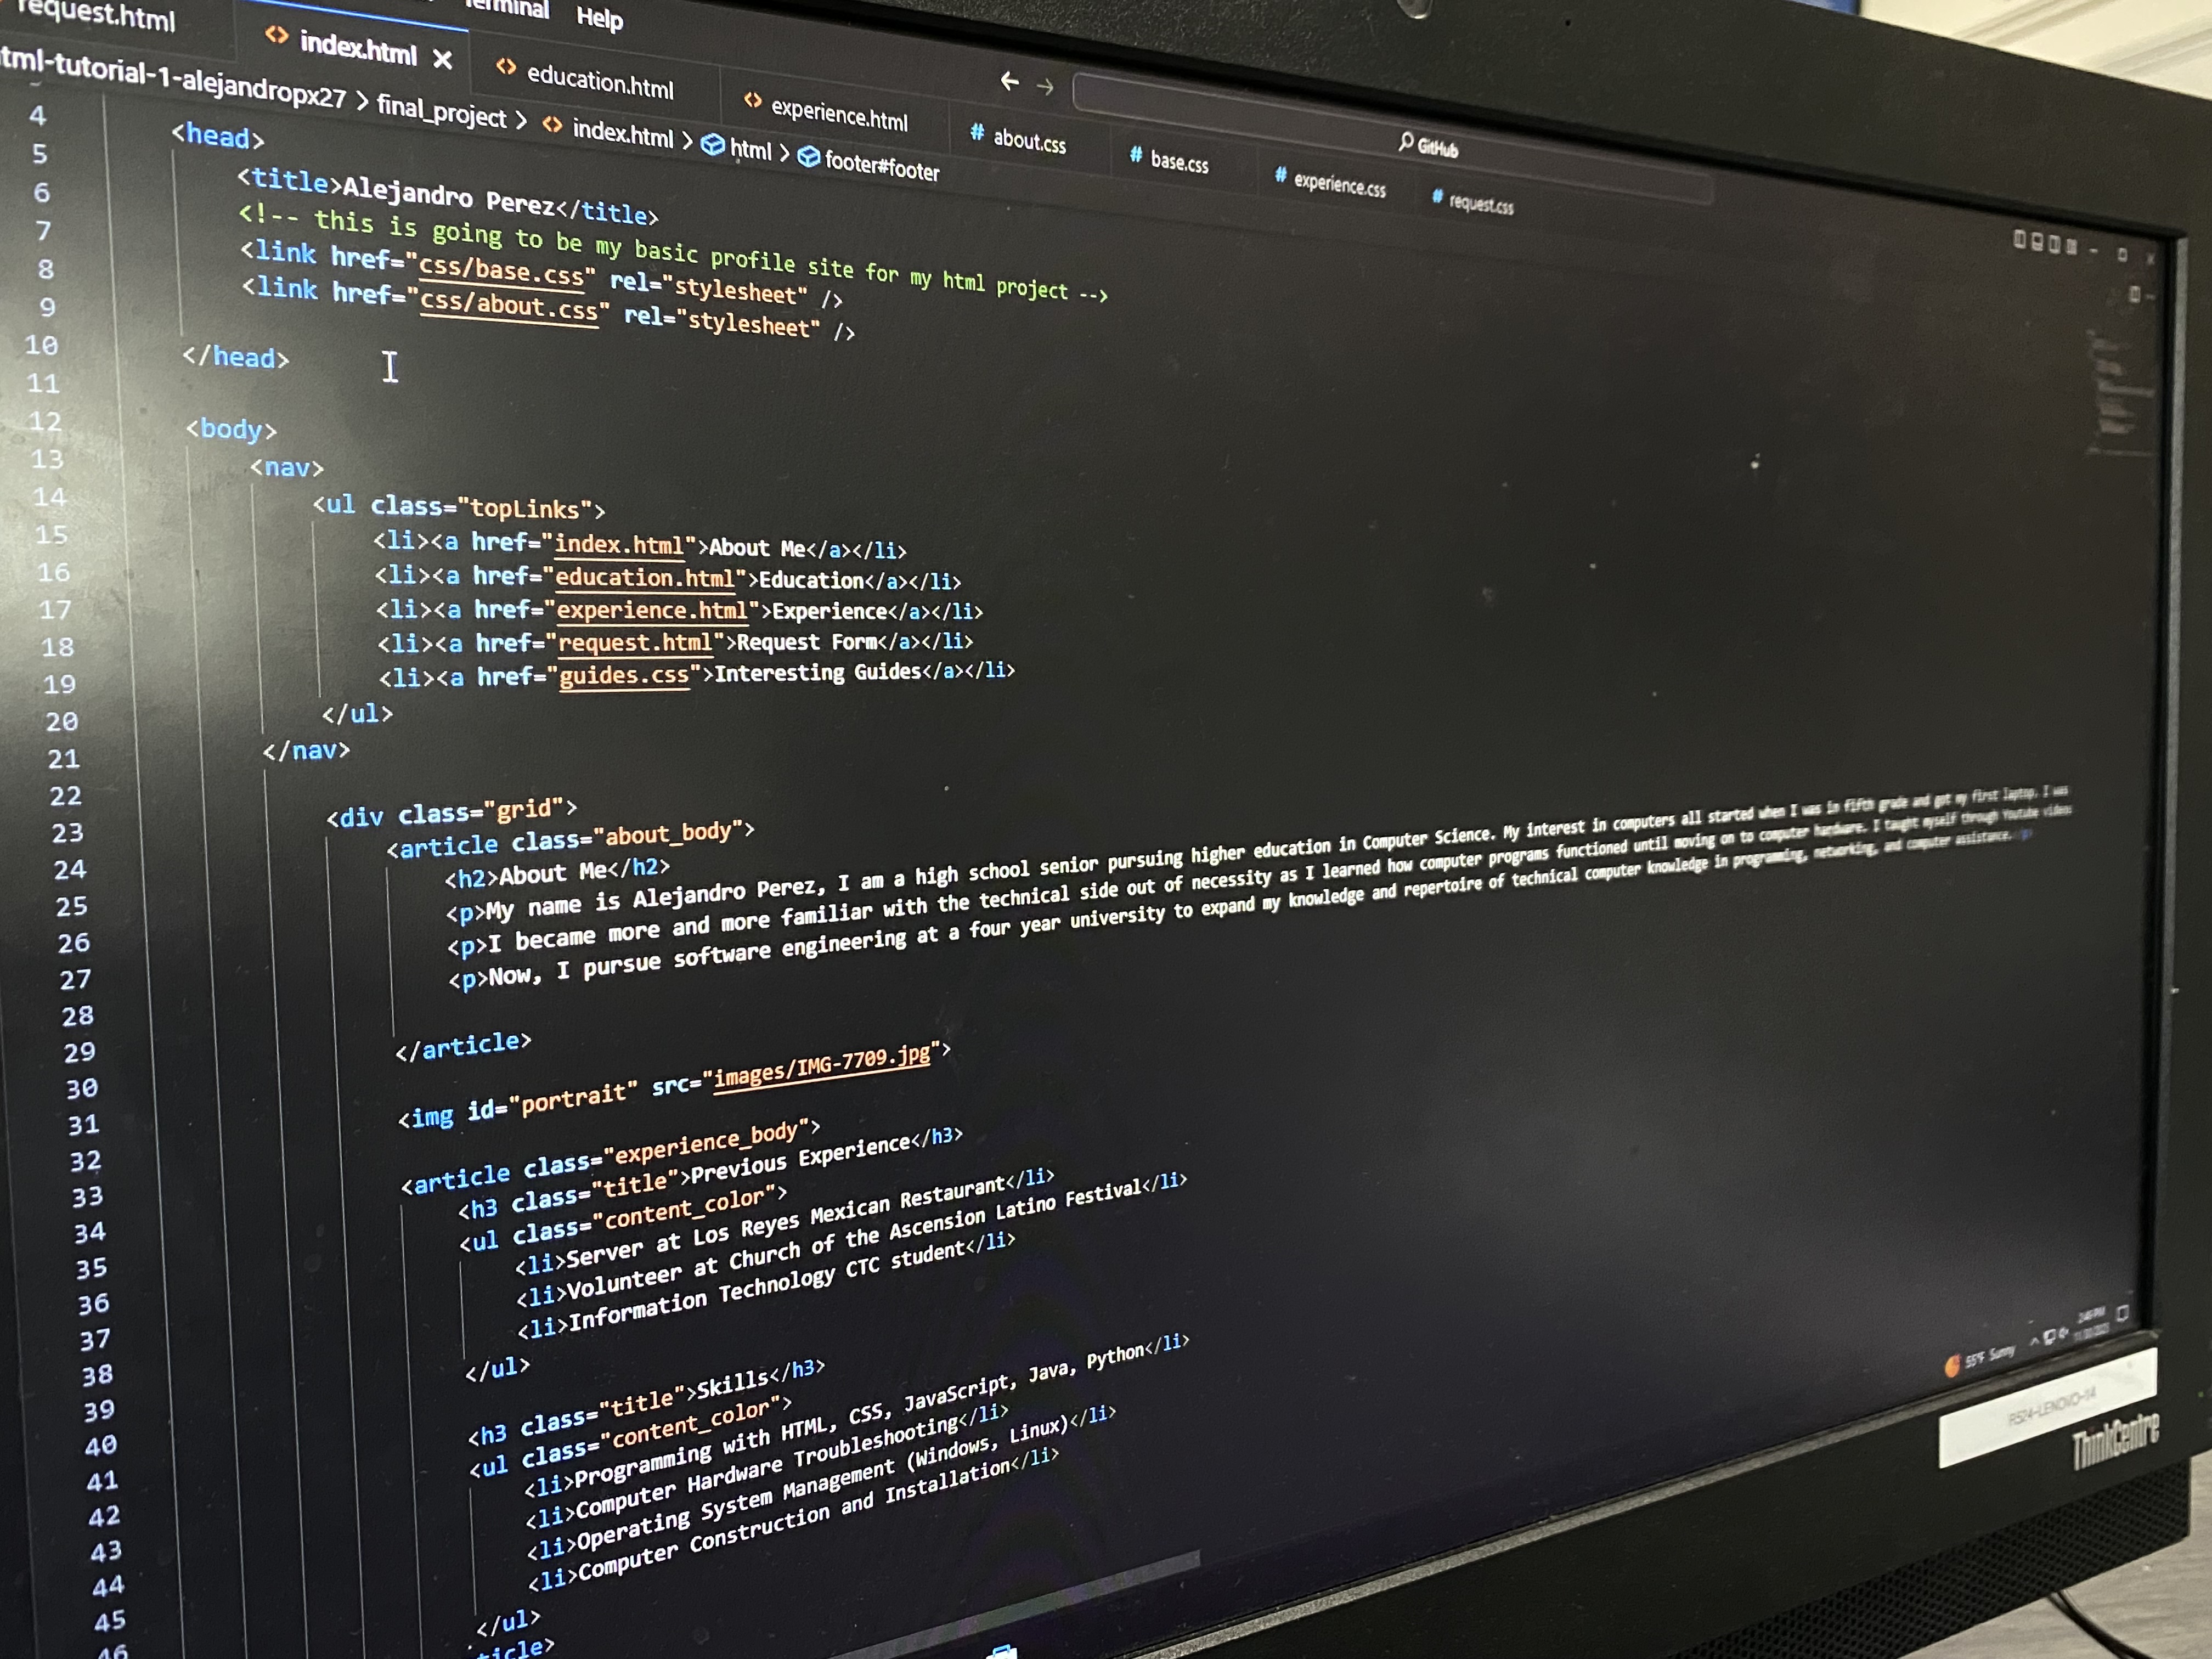 Help
request.html
index.html
education.html
experience.html
about.css
base.css
experience.css
request.css
GitHub
tml-tutorial-1-alejandropx27 > final_project > index.html > html > footer#footer
4 <head>
5 <title>Alejandro Perez</title>
6 <!-- this is going to be my basic profile site for my html project -->
7 <link href="css/base.css" rel="stylesheet" />
8 <link href="css/about.css" rel="stylesheet" />
9
10 </head>
11
12 <body>
13 <nav>
14 <ul class="topLinks">
15 <li><a href="index.html">About Me</a></li>
16 <li><a href="education.html">Education</a></li>
17 <li><a href="experience.html">Experience</a></li>
18 <li><a href="request.html">Request Form</a></li>
19 <li><a href="guides.css">Interesting Guides</a></li>
20 </ul>
21 </nav>
22
23 <div class="grid">
24 <article class="about_body">
25 <h2>About Me</h2>
26 <p>My name is Alejandro Perez, I am a high school senior pursuing higher education in Computer Science. My interest in computers all started when I was in fifth grade and got my first laptop. I was
27 <p>I became more and more familiar with the technical side out of necessity as I learned how computer programs functioned until moving on to computer hardware. I taught myself through Youtube videos
28 <p>Now, I pursue software engineering at a four year university to expand my knowledge and repertoire of technical computer knowledge in programming, networking, and computer assistance.
29 </article>
30
31 <img id="portrait" src="images/IMG-7709.jpg">
32
33 <article class="experience_body">
34 <h3 class="title">Previous Experience</h3>
35 <ul class="content_color">
36 <li>Server at Los Reyes Mexican Restaurant</li>
37 <li>Volunteer at Church of the Ascension Latino Festival</li>
38 <li>Information Technology CTC student</li>
39 </ul>
40 <h3 class="title">Skills</h3>
41 <ul class="content_color">
42 <li>Programming with HTML, CSS, JavaScript, Java, Python</li>
43 <li>Computer Hardware Troubleshooting</li>
44 <li>Operating System Management (Windows, Linux)</li>
45 <li>Computer Construction and Installation</li>
46 </ul>
ticle>
55°F Sunny
R524-LENOVO-14
ThinkCentre